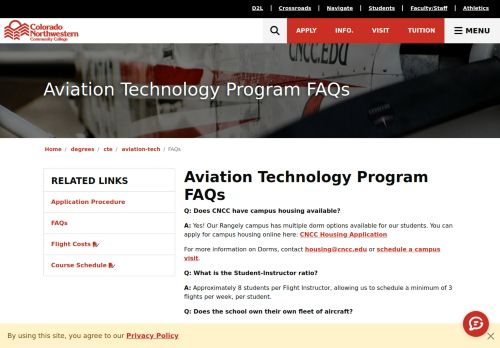 D2L | Crossroads | Navigate | Students | Faculty/Staff | Athletics
Colorado
Northwestern
Community College
APPLY INFO. VISIT TUITION MENU
CNCC.EDU
Aviation Technology Program FAQs
Home / degrees / cte / aviation-tech / FAQs
RELATED LINKS
Application Procedure
FAQs
Flight Costs
Course Schedule
Aviation Technology Program
FAQs
Q: Does CNCC have campus housing available?
A: Yes! Our Rangely campus has multiple dorm options available for our students. You can
apply for campus housing online here: CNCC Housing Application
For more information on Dorms, contact housing@cncc.edu or schedule a campus
visit.
Q: What is the Student-Instructor ratio?
A: Approximately 8 students per Flight Instructor, allowing us to schedule a minimum of 3
flights per week, per student.
Q: Does the school own their own fleet of aircraft?
By using this site, you agree to our Privacy Policy